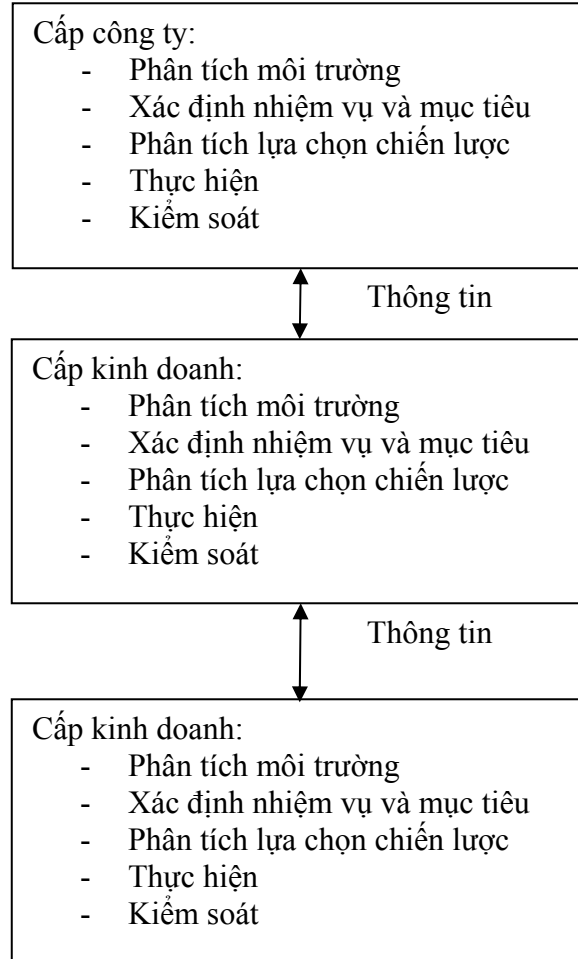 Cấp công ty:
- Phân tích môi trường
- Xác định nhiệm vụ và mục tiêu
- Phân tích lựa chọn chiến lược
- Thực hiện
- Kiểm soát
Thông tin
Cấp kinh doanh:
- Phân tích môi trường
- Xác định nhiệm vụ và mục tiêu
- Phân tích lựa chọn chiến lược
- Thực hiện
- Kiểm soát
Thông tin
Cấp kinh doanh:
- Phân tích môi trường
- Xác định nhiệm vụ và mục tiêu
- Phân tích lựa chọn chiến lược
- Thực hiện
- Kiểm soát